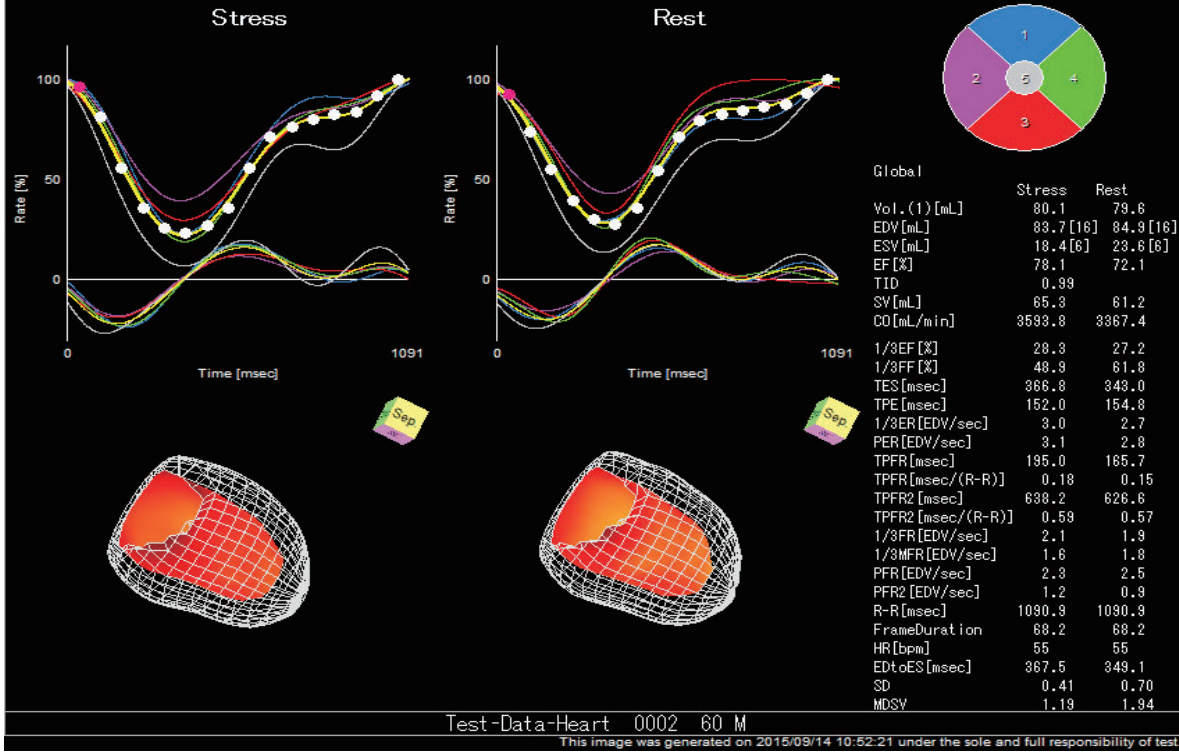 Stress
Rest
100
50
0
Rate [%]
0
1091
Time [msec]
100
50
0
Rate [%]
0
1091
Time [msec]
1
2
5
4
3
Sep.
Sep.
Global
Stress Rest
Vol.(1)[mL] 80.1 79.6
EDV[mL] 83.7[16] 84.9[16]
ESV[mL] 18.4[6] 23.6[6]
EF[%] 78.1 72.1
TID 0.99
SV[mL] 65.3 61.2
CO[mL/min] 3593.8 3367.4
1/3EF[%] 28.3 27.2
1/3FF[%] 48.9 61.8
TES[msec] 366.8 343.0
TPE[msec] 152.0 154.8
1/3ER[EDV/sec] 3.0 2.7
PER[EDV/sec] 3.1 2.8
TPFR[msec] 195.0 165.7
TPFR[msec/(R-R)] 0.18 0.15
TPFR2[msec] 638.2 626.6
TPFR2[msec/(R-R)] 0.59 0.57
1/3FR[EDV/sec] 2.1 1.9
1/3MFR[EDV/sec] 1.6 1.8
PFR[EDV/sec] 2.3 2.5
PFR2[EDV/sec] 1.2 0.9
R-R[msec] 1090.9 1090.9
FrameDuration 68.2 68.2
HR[bpm] 55 55
EDtoES[msec] 367.5 349.1
SD 0.41 0.70
MDSV 1.19 1.94
Test-Data-Heart 0002 60 M
This image was generated on 2015/09/14 10:52:21 under the sole and full responsibility of test